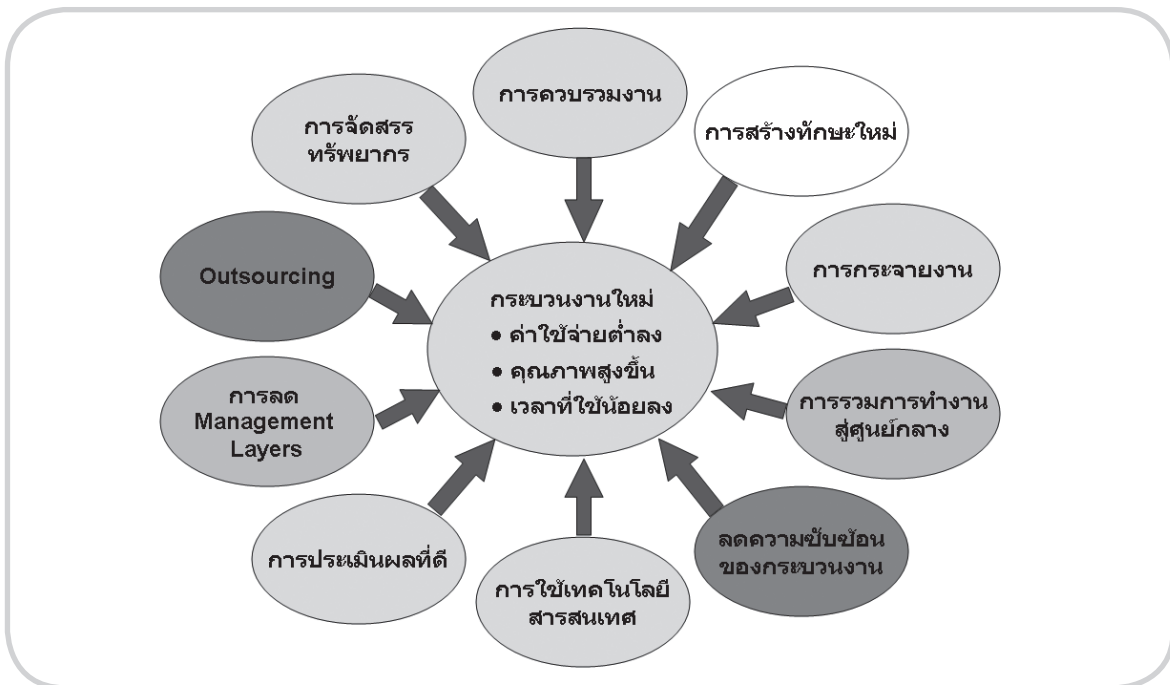 การควบรวมงาน
การสร้างทักษะใหม่
การจัดสรร
ทรัพยากร
Outsourcing
การกระจายงาน
กระบวนงานใหม่
• ค่าใช้จ่ายต่ำลง
• คุณภาพสูงขึ้น
• เวลาที่ใช้น้อยลง
การลด
Management
Layers
การรวมการทำงาน
สู่ศูนย์กลาง
การประเมินผลที่ดี
ลดความซับซ้อน
ของกระบวนงาน
การใช้เทคโนโลยี
สารสนเทศ